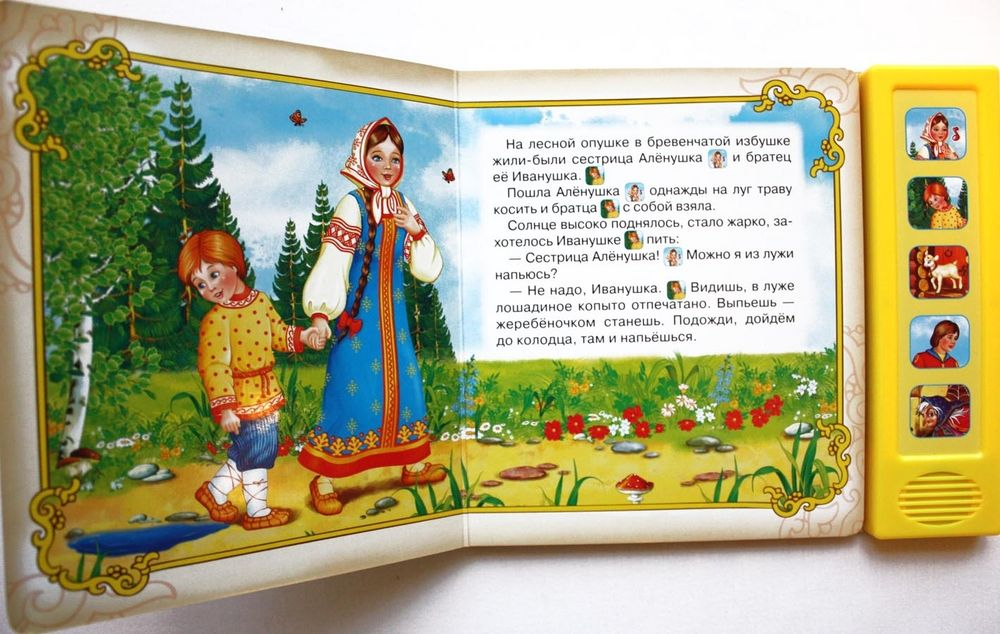 На лесной опушке в бревенчатой избушке
жили-были сестрица Алёнушка и братец
её Иванушка.
Пошла Алёнушка однажды на луг траву
косить и братца с собой взяла.
Солнце высоко поднялось, стало жарко, за-
хотелось Иванушке пить:
— Сестрица Алёнушка! Можно я из лужи
напьюсь?
— Не надо, Иванушка. Видишь, в луже
лошадиное копыто отпечатано. Выпьешь —
жеребёночком станешь. Подожди, дойдём
до колодца, там и напьёшься.